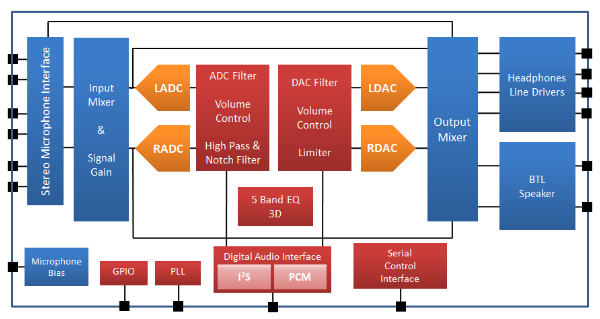 Stereo Microphone Interface
Input
Mixer
&
Signal
Gain
LADC
RADC
ADC Filter
Volume
Control
High Pass &
Notch Filter
DAC Filter
Volume
Control
Limiter
LDAC
RDAC
Output
Mixer
Headphones
Line Drivers
BTL
Speaker
5 Band EQ
3D
Microphone
Bias
GPIO
PLL
Digital Audio Interface
I²S
PCM
Serial
Control
Interface